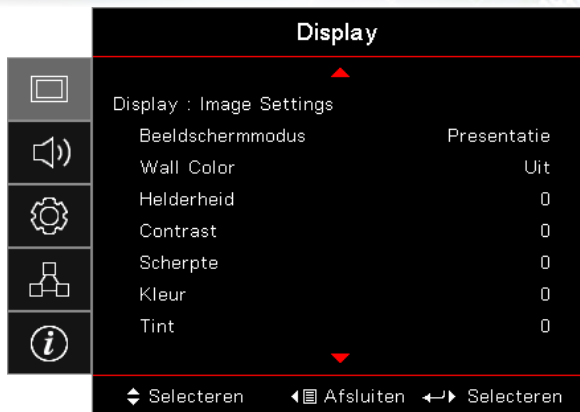 Display
Display : Image Settings
Beeldschermmodus Presentatie
Wall Color Uit
Helderheid 0
Contrast 0
Scherpte 0
Kleur 0
Tint 0
Selecteren Afsluiten Selecteren